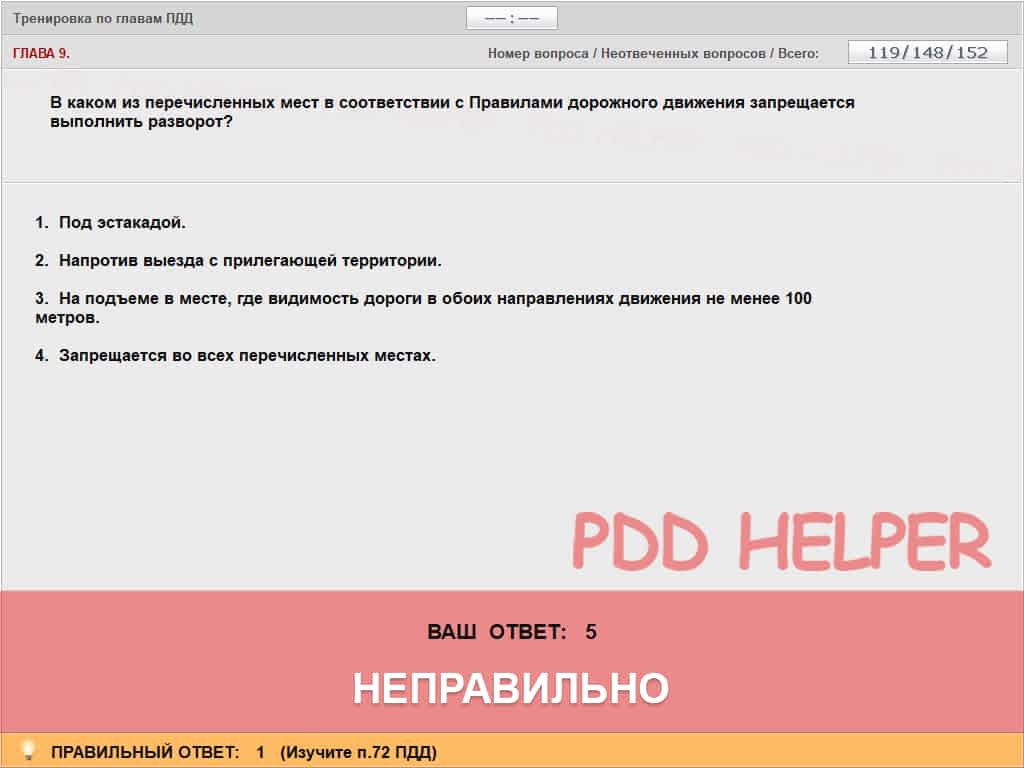 Тренировка по главам ПДД
—— : ——
ГЛАВА 9.
Номер вопроса / Неотвеченных вопросов / Всего:
119/148/152
В каком из перечисленных мест в соответствии с Правилами дорожного движения запрещается
выполнить разворот?
1. Под эстакадой.
2. Напротив выезда с прилегающей территории.
3. На подъеме в месте, где видимость дороги в обоих направлениях движения не менее 100
метров.
4. Запрещается во всех перечисленных местах.
PDD HELPER
ВАШ ОТВЕТ: 5
НЕПРАВИЛЬНО
ПРАВИЛЬНЫЙ ОТВЕТ: 1 (Изучите п.72 ПДД)